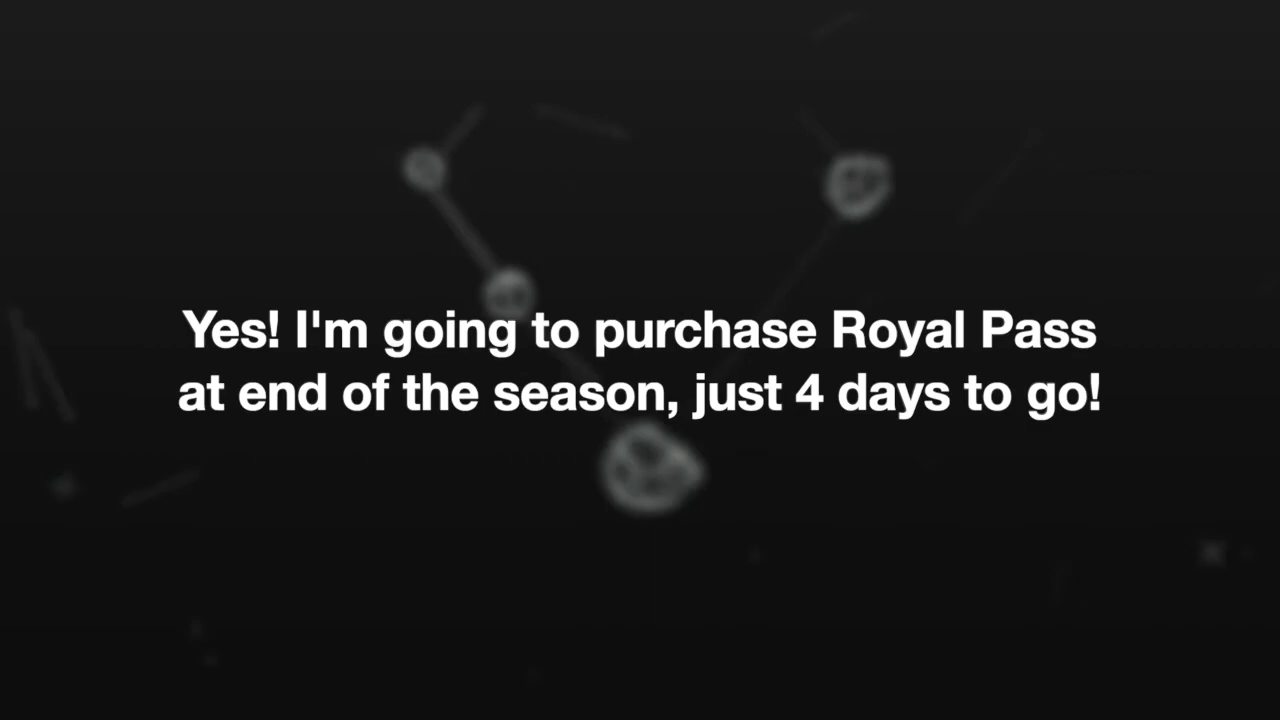 Yes! I'm going to purchase Royal Pass
at end of the season, just 4 days to go!